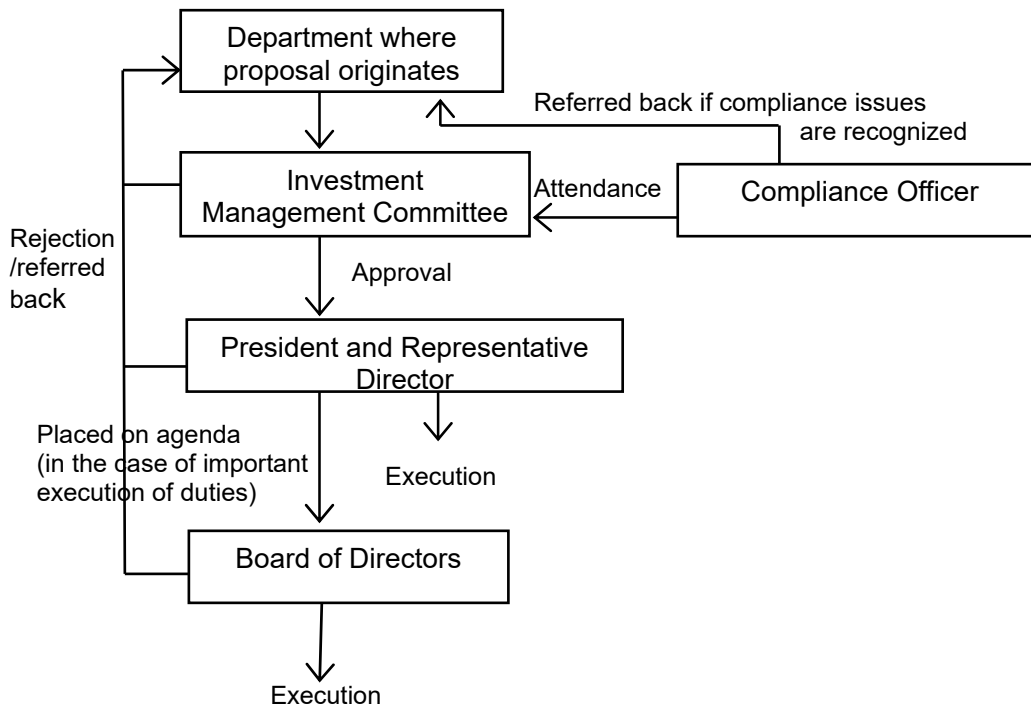 Department where
proposal originates
Referred back if compliance issues
are recognized
Investment
Management Committee
Attendance
Compliance Officer
Rejection
/referred
back
Approval
President and Representative
Director
Placed on agenda
(in the case of important
execution of duties)
Execution
Board of Directors
Execution